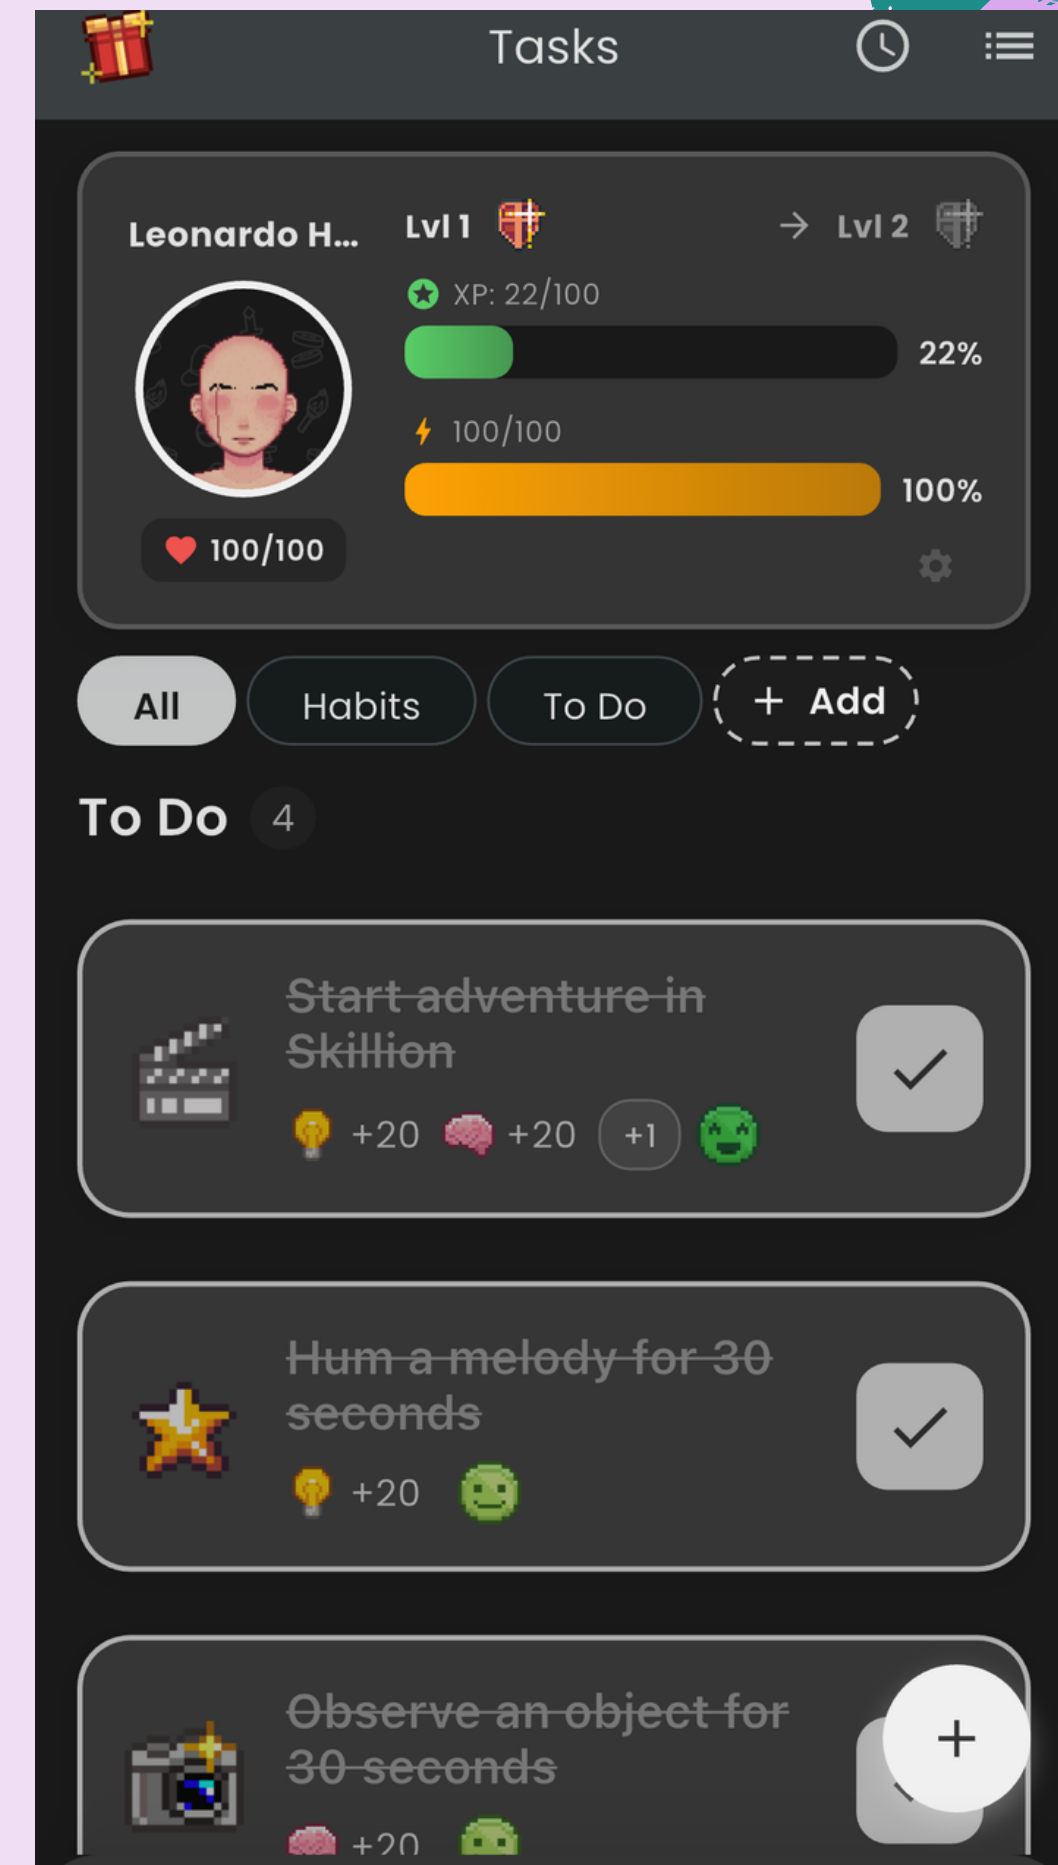 Tasks
Leonardo H...
Lvl 1
→ Lvl 2
XP: 22/100
22%
100/100
100%
100/100
All
Habits
To Do
+ Add
To Do 4
Start adventure in
Skillion
+20 +20 +1
Hum a melody for 30
seconds
+20
Observe an object for
30 seconds
+20
+